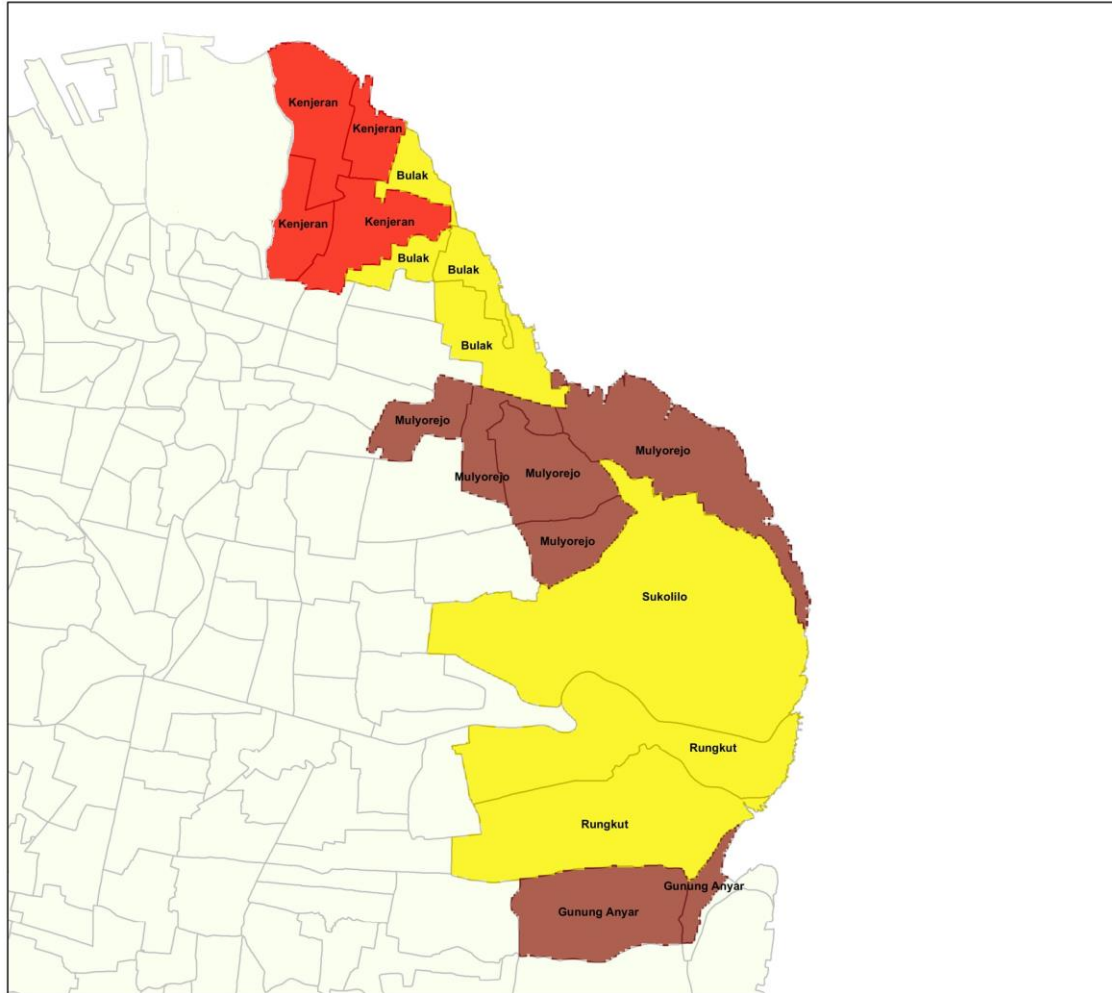 Kenjeran
Kenjeran
Bulak
Kenjeran
Kenjeran
Bulak
Bulak
Bulak
Mulyorejo
Mulyorejo
Mulyorejo
Mulyorejo
Mulyorejo
Sukolilo
Rungkut
Rungkut
Gunung Anyar
Gunung Anyar